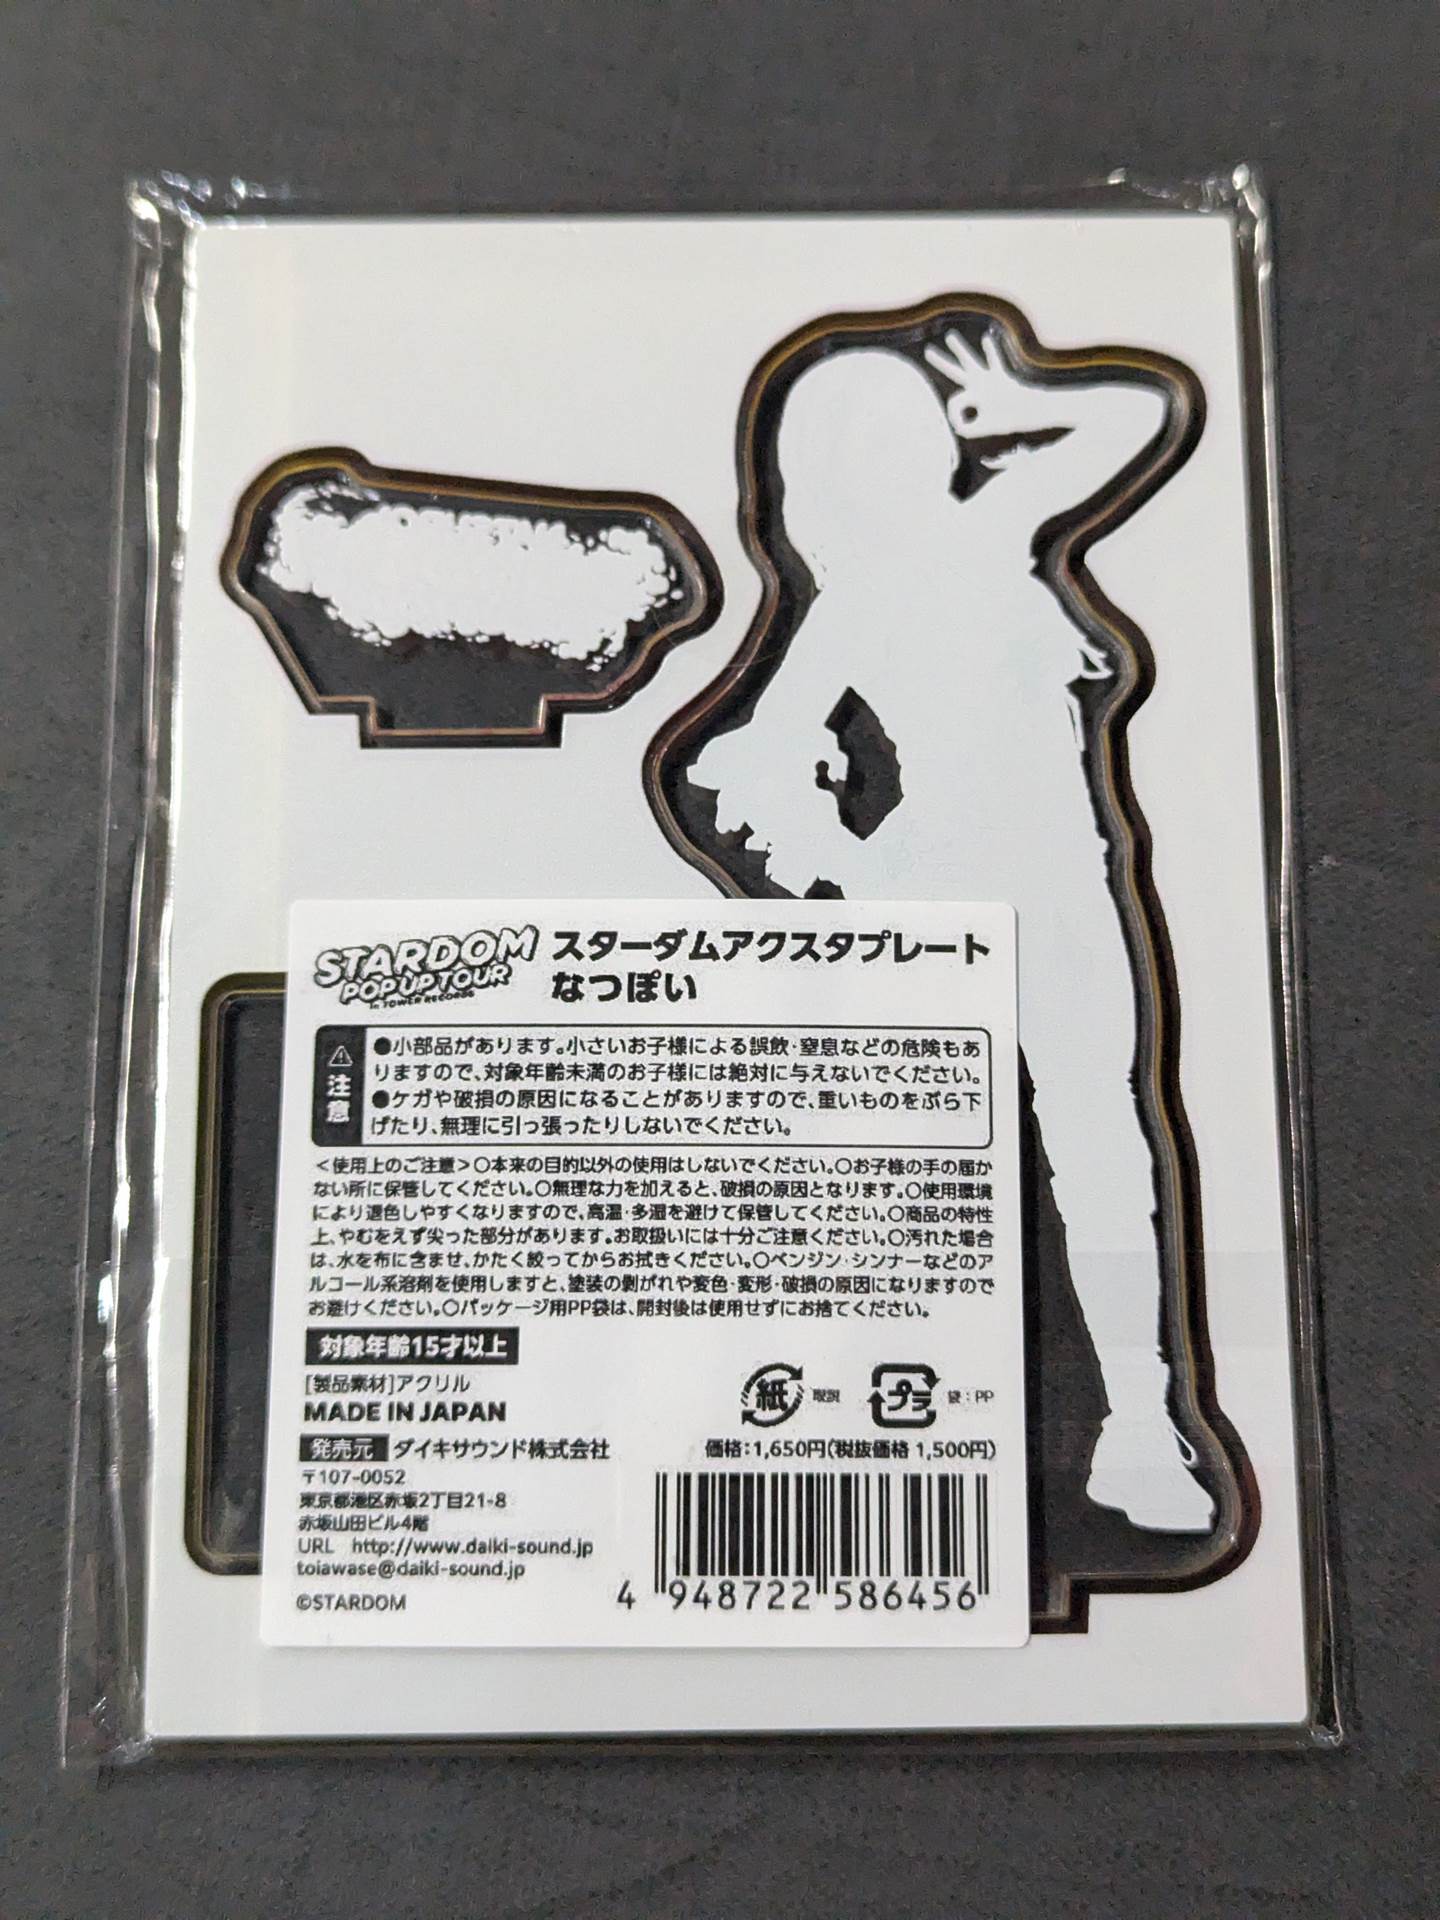 STARDOM
POP UP TOUR
in TOWER RECORDS
スターダムアクスタプレート
なつぽい
注意
●小部品があります。小さいお子様による誤飲・窒息などの危険もあ
りますので、対象年齢未満のお子様には絶対に与えないでください。
●ケガや破損の原因になることがありますので、重いものをぶら下
げたり、無理に引っ張ったりしないでください。
<使用上のご注意>○本来の目的以外の使用はしないでください。○お子様の手の届か
ない所に保管してください。○無理な力を加えると、破損の原因となります。○使用環境
により退色しやすくなりますので、高温・多湿を避けて保管してください。○商品の特性
上、やむをえず尖った部分があります。お取扱いには十分ご注意ください。○汚れた場合
は、水を布に含ませ、かたく絞ってからお拭きください。○ベンジン・シンナーなどのア
ルコール系溶剤を使用しますと、塗装の剥がれや変色・変形・破損の原因になりますので
お避けください。○パッケージ用PP袋は、開封後は使用せずにお捨てください。
対象年齢15才以上
[製品素材]アクリル
MADE IN JAPAN
紙 取説
プラ 袋:PP
発売元 ダイキサウンド株式会社
〒107-0052
東京都港区赤坂2丁目21-8
赤坂山田ビル4階
URL http://www.daiki-sound.jp
toiawase@daiki-sound.jp
©STARDOM
価格:1,650円(税抜価格 1,500円)
4 948722 586456